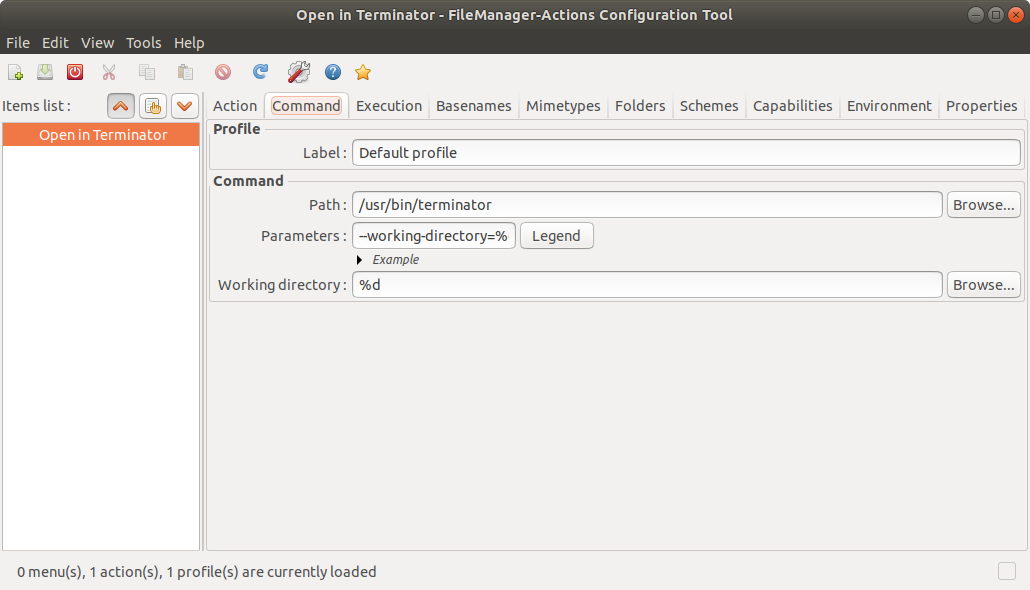 Open in Terminator - FileManager-Actions Configuration Tool
File Edit View Tools Help
Items list :
Action Command Execution Basenames Mimetypes Folders Schemes Capabilities Environment Properties
Open in Terminator
Profile
Label : Default profile
Command
Path : /usr/bin/terminator Browse...
Parameters : --working-directory=% Legend
Example
Working directory : %d Browse...
0 menu(s), 1 action(s), 1 profile(s) are currently loaded